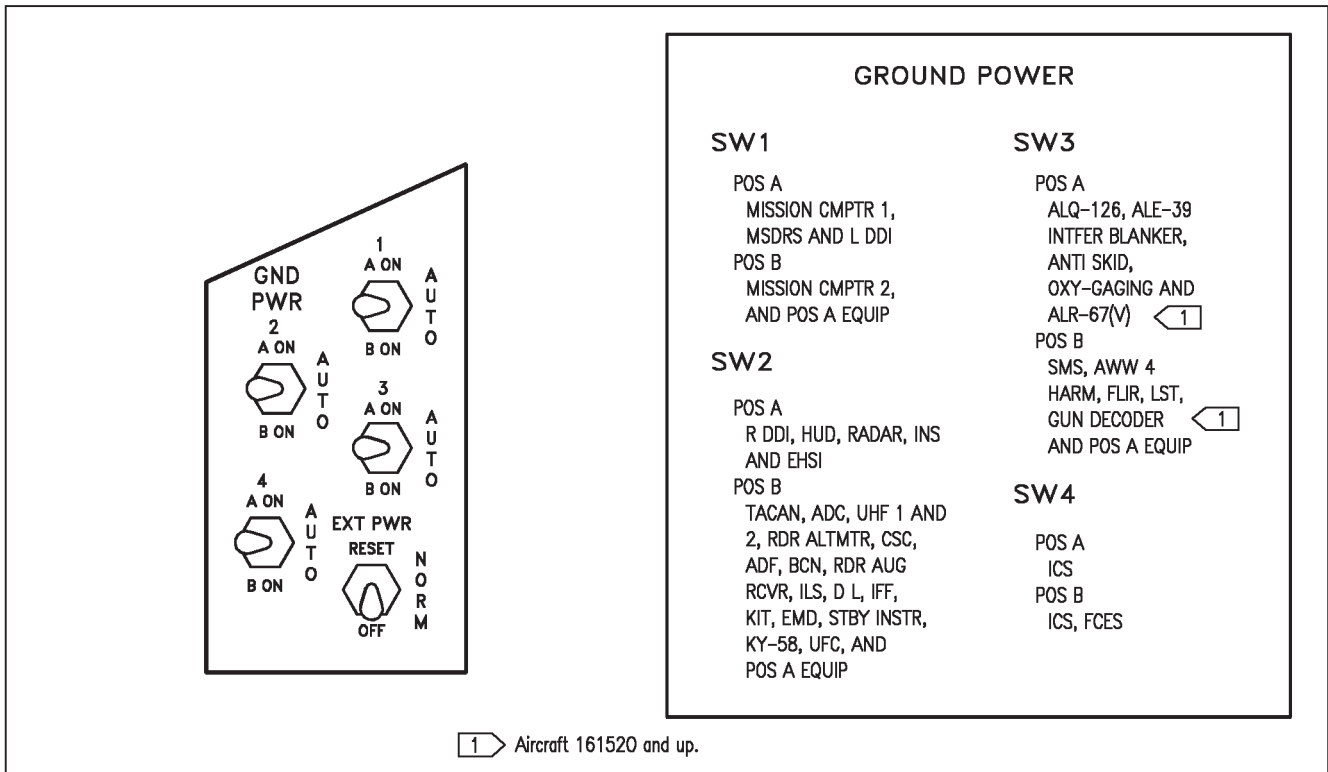 GND
PWR
1
A ON
AUTO
B ON
2
A ON
AUTO
B ON
3
A ON
AUTO
B ON
4
A ON
AUTO
B ON
EXT PWR
RESET
NORM
OFF
GROUND POWER
SW1
POS A
MISSION CMPTR 1,
MSDRS AND L DDI
POS B
MISSION CMPTR 2,
AND POS A EQUIP
SW2
POS A
R DDI, HUD, RADAR, INS
AND EHSI
POS B
TACAN, ADC, UHF 1 AND
2, RDR ALTMTR, CSC,
ADF, BCN, RDR AUG
RCVR, ILS, D L, IFF,
KIT, EMD, STBY INSTR,
KY-58, UFC, AND
POS A EQUIP
SW3
POS A
ALQ-126, ALE-39
INTFER BLANKER,
ANTI SKID,
OXY-GAGING AND
ALR-67(V) 1
POS B
SMS, AWW 4
HARM, FLIR, LST,
GUN DECODER 1
AND POS A EQUIP
SW4
POS A
ICS
POS B
ICS, FCES
1 Aircraft 161520 and up.